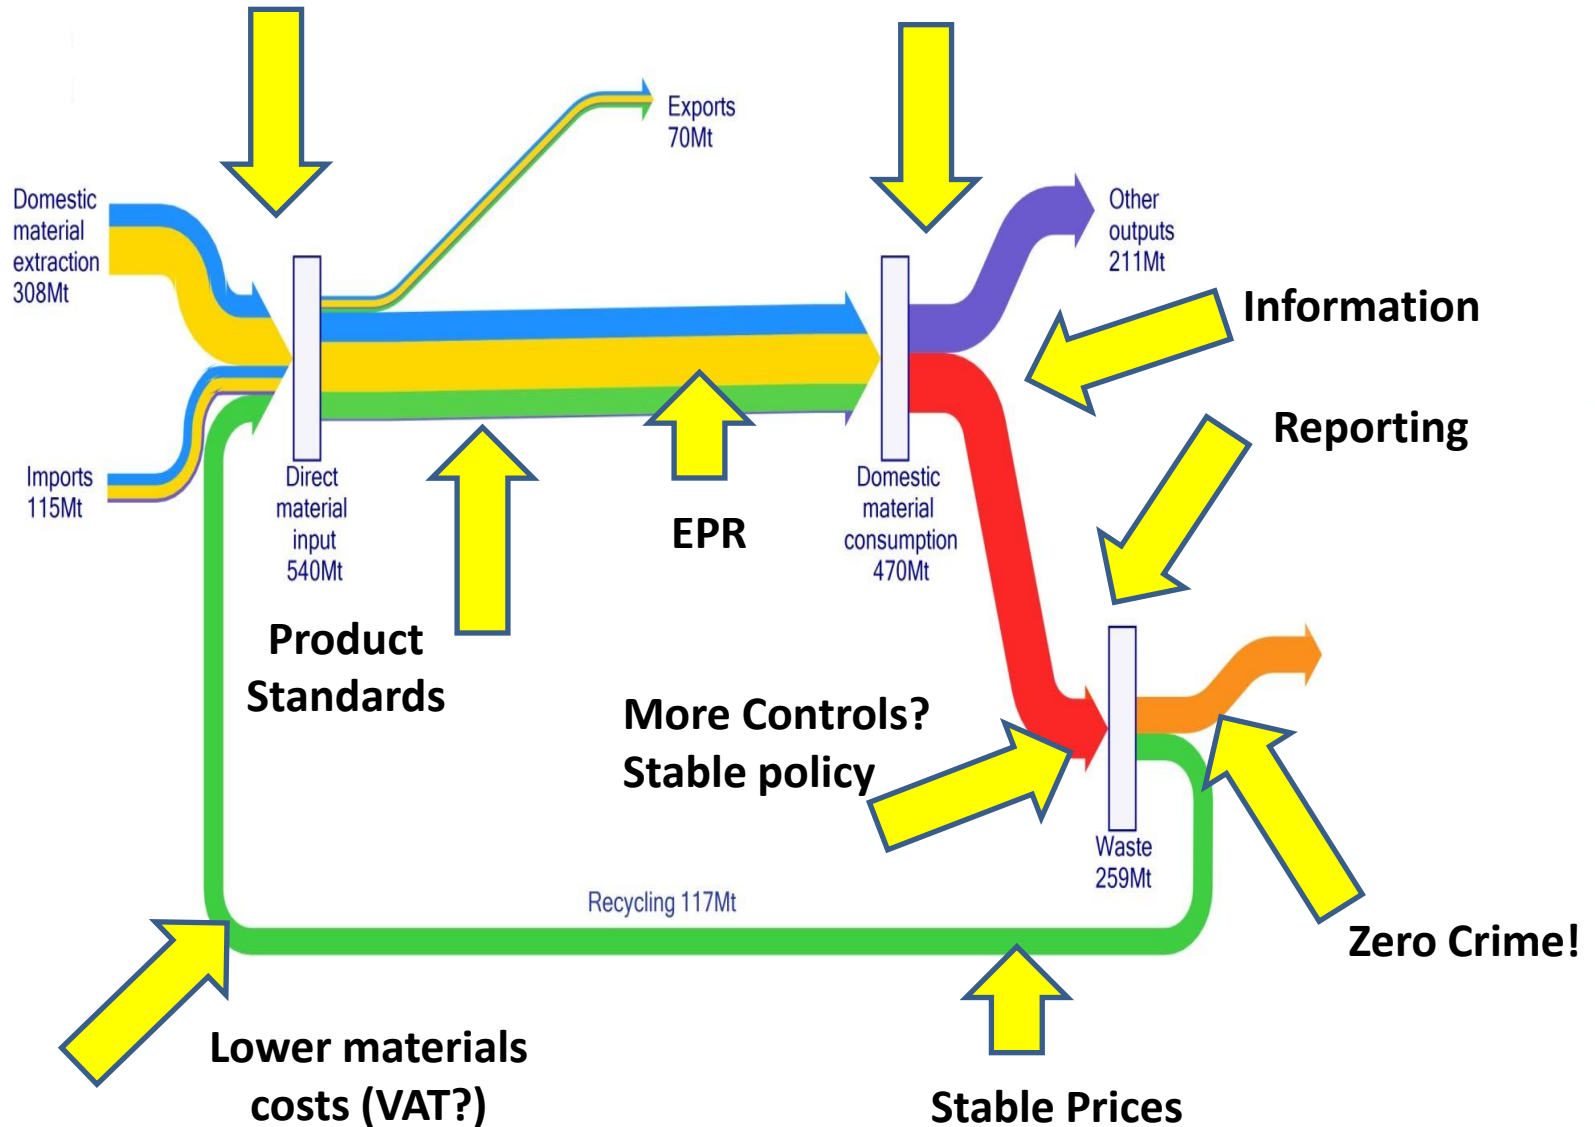 Exports
70Mt
Domestic
material
extraction
308Mt
Other
outputs
211Mt
Information
Reporting
Imports
115Mt
Direct
material
input
540Mt
EPR
Domestic
material
consumption
470Mt
Product
Standards
More Controls?
Stable policy
Waste
259Mt
Recycling 117Mt
Zero Crime!
Lower materials
costs (VAT?)
Stable Prices